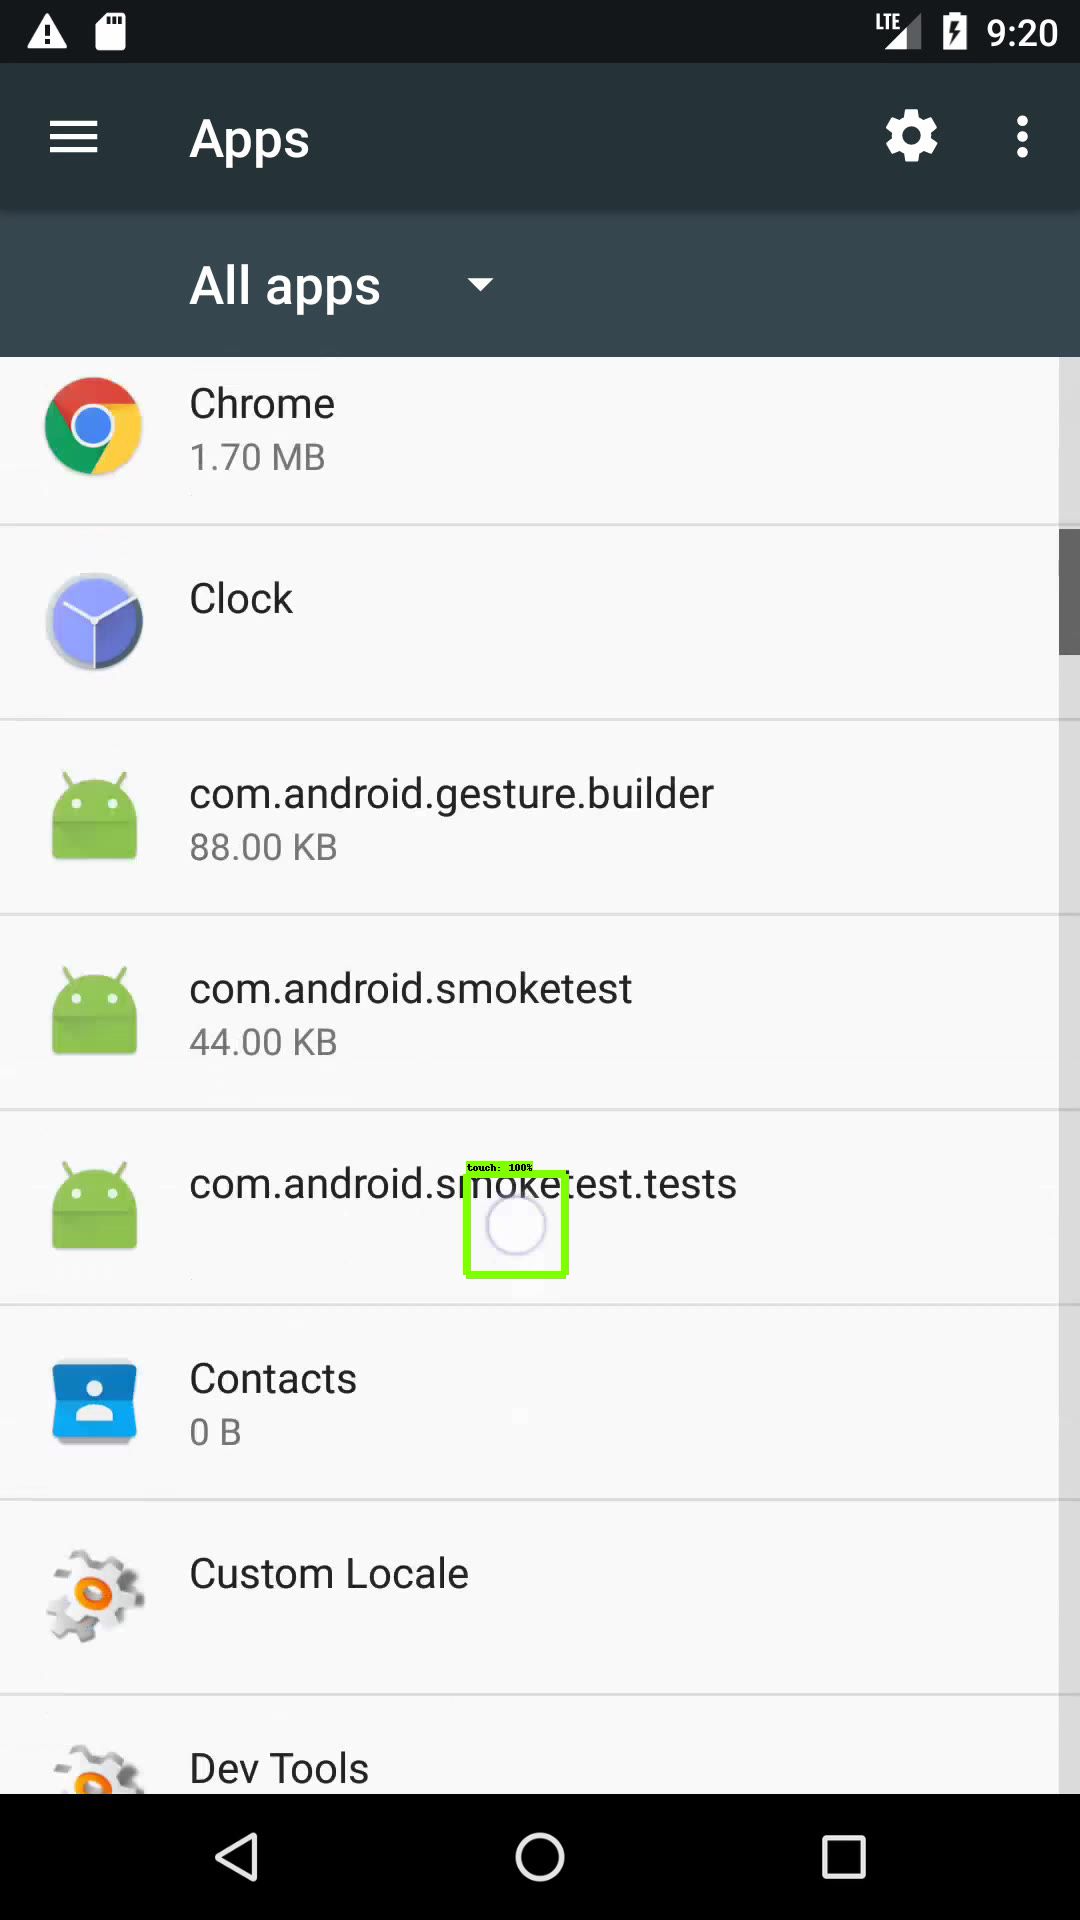 LTE 9:20
Apps
All apps
Chrome
1.70 MB
Clock
com.android.gesture.builder
88.00 KB
com.android.smoketest
44.00 KB
touch: 100%
com.android.smoketest.tests
Contacts
0 B
Custom Locale
Dev Tools